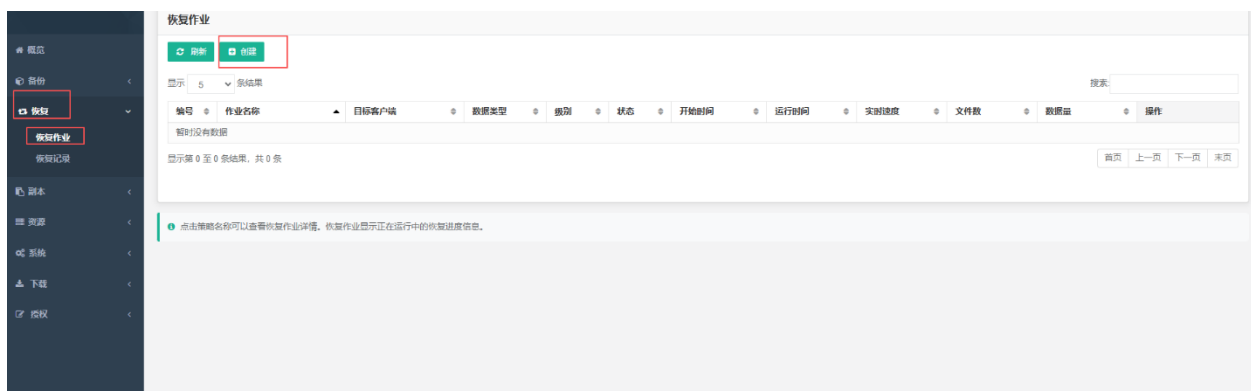 恢复作业
概览
刷新 创建
备份
显示 5 条结果 搜索:
恢复
编号 作业名称 目标客户端 数据类型 级别 状态 开始时间 运行时间 实时速度 文件数 数据量 操作
恢复作业
暂时没有数据
恢复记录
显示第 0 至 0 条结果，共 0 条 首页 上一页 下一页 末页
副本
资源
点击策略名称可以查看恢复作业详情。恢复作业显示正在运行中的恢复进度信息。
系统
下载
授权